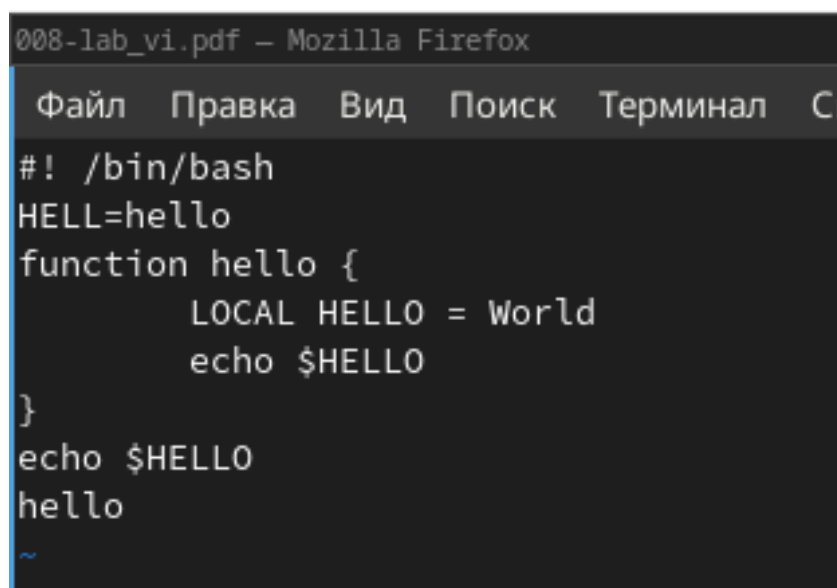 008-lab_vi.pdf — Mozilla Firefox
Файл Правка Вид Поиск Терминал С
#! /bin/bash
HELL=hello
function hello {
        LOCAL HELLO = World
        echo $HELLO
}
echo $HELLO
hello
~